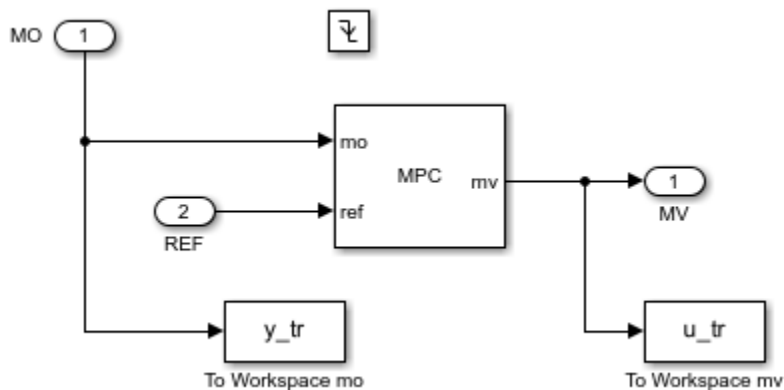 MO
1
mo
MPC
mv
1
MV
2
ref
REF
y_tr
u_tr
To Workspace mo
To Workspace mv